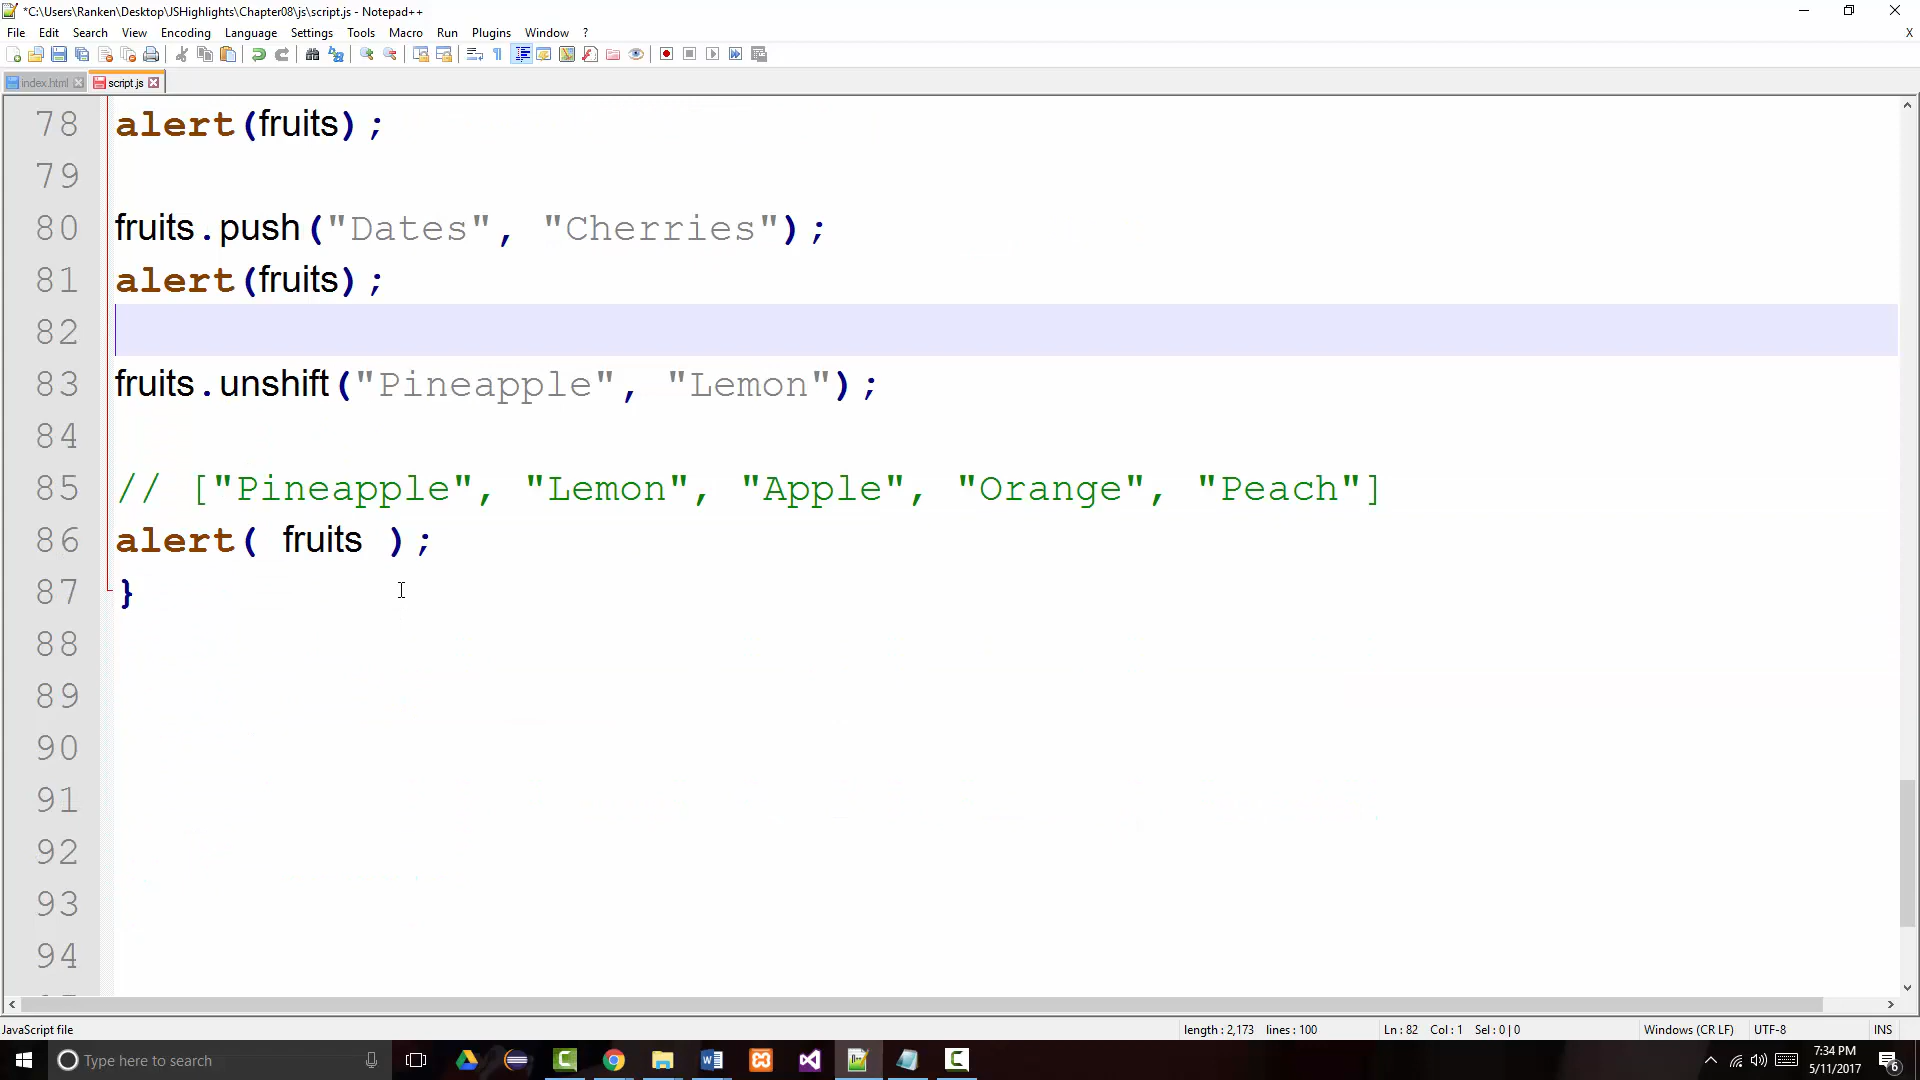 *C:\Users\Ranken\Desktop\JSHighlights\Chapter08\js\script.js - Notepad++
File Edit Search View Encoding Language Settings Tools Macro Run Plugins Window ? X
index.html script.js
78 alert(fruits);
79
80 fruits.push("Dates", "Cherries");
81 alert(fruits);
82
83 fruits.unshift("Pineapple", "Lemon");
84
85 // ["Pineapple", "Lemon", "Apple", "Orange", "Peach"]
86 alert( fruits );
87 }
88
89
90
91
92
93
94
JavaScript file length : 2,173 lines : 100 Ln : 82 Col : 1 Sel : 0 | 0 Windows (CR LF) UTF-8 INS
Type here to search 7:34 PM
5/11/2017 6